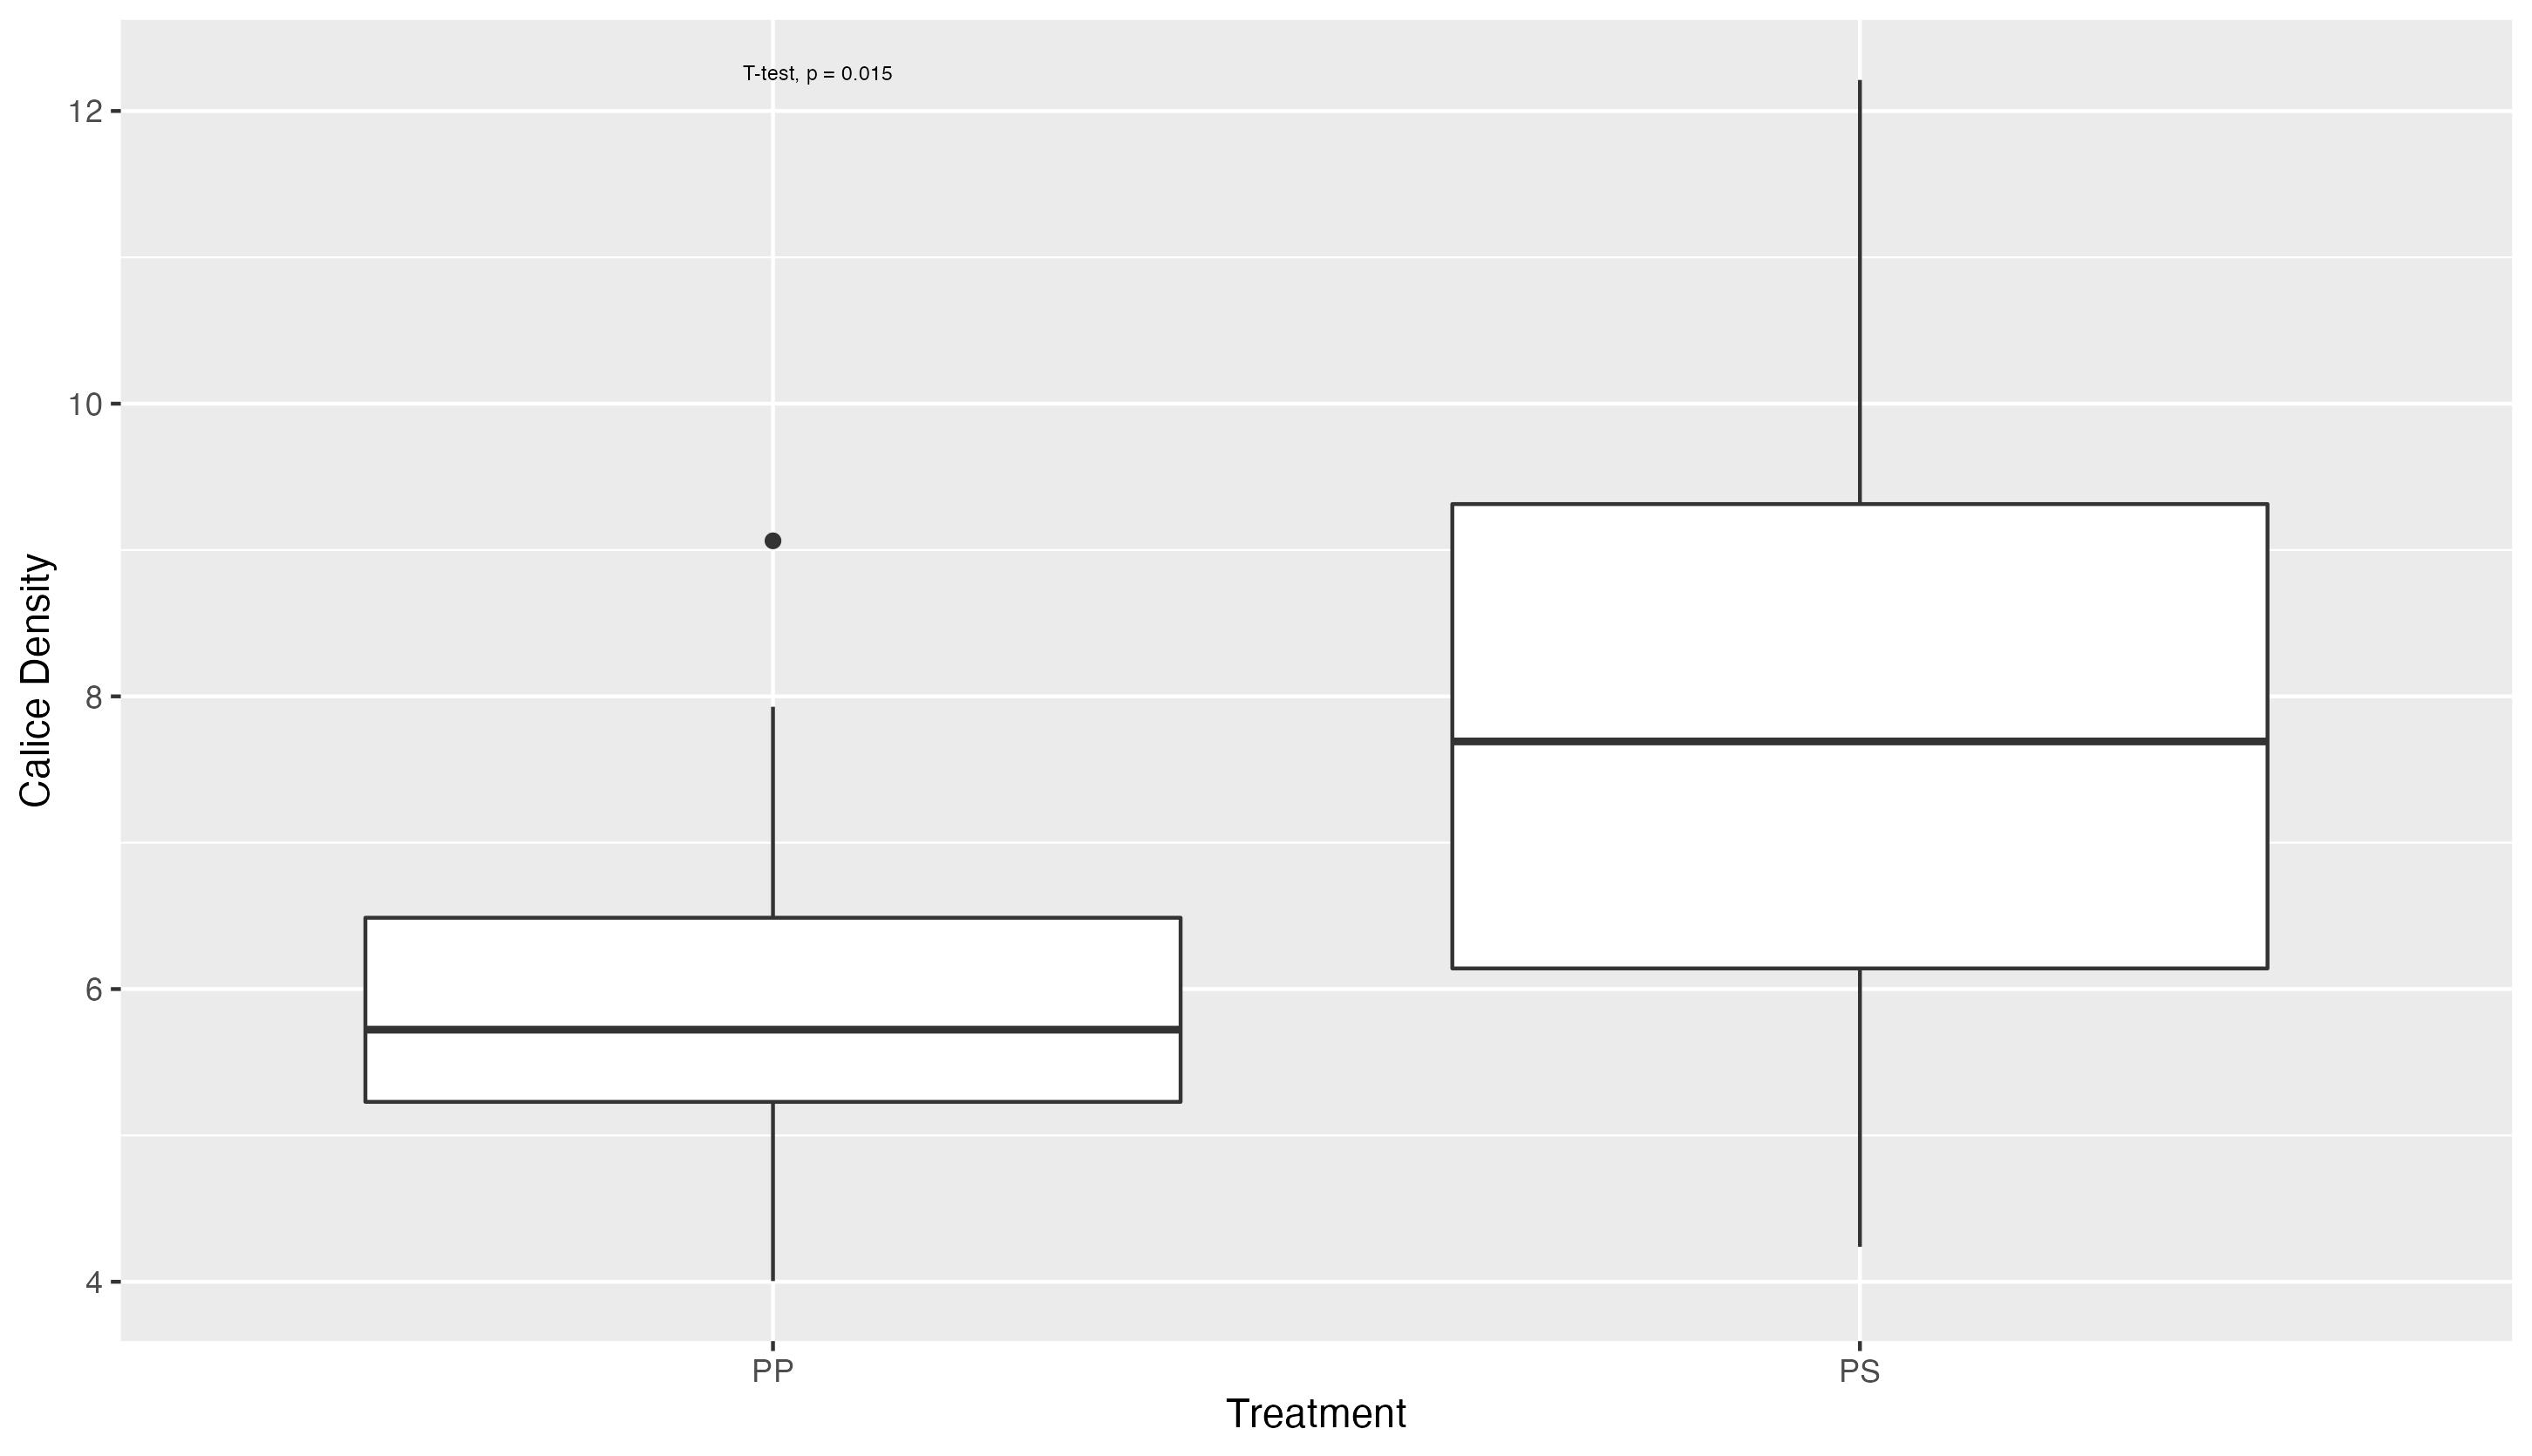 T-test, p = 0.015
12
10
8
6
4
Calice Density
PP
PS
Treatment